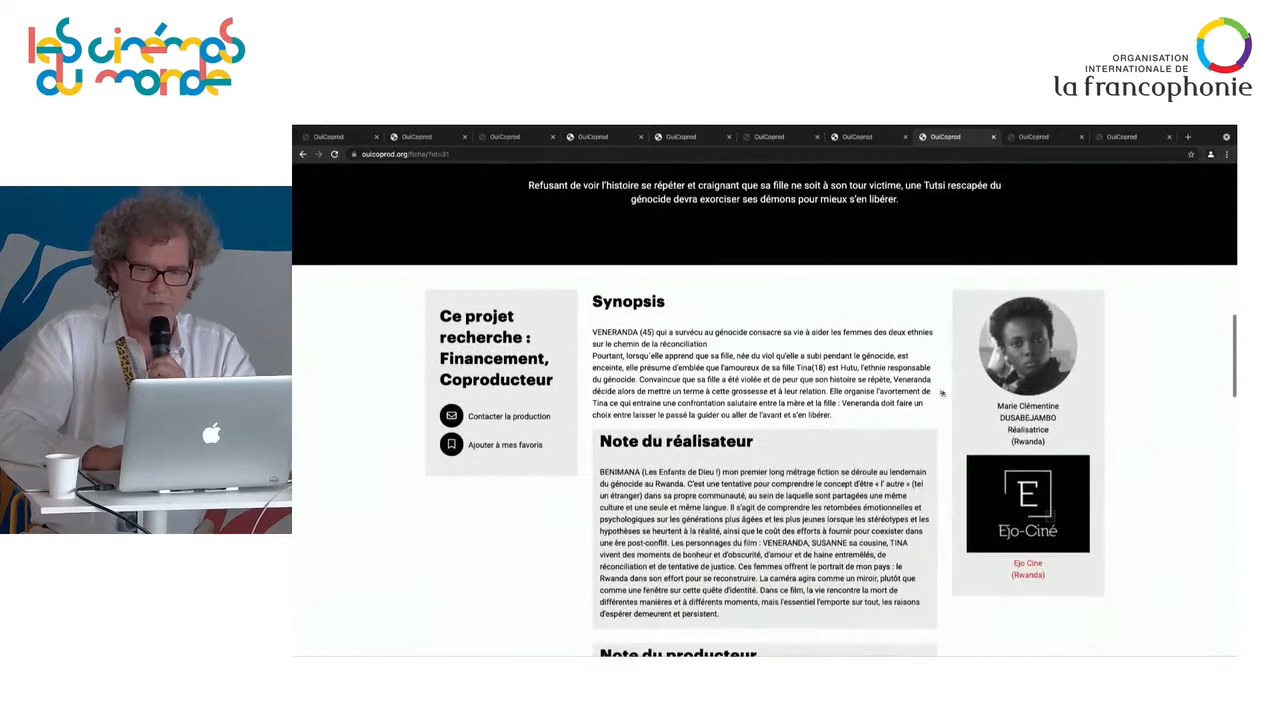 les cinémas
du monde
ORGANISATION
INTERNATIONALE DE
la francophonie
OuiCoprod
OuiCoprod
OuiCoprod
OuiCoprod
OuiCoprod
OuiCoprod
OuiCoprod
OuiCoprod
OuiCoprod
OuiCoprod
ouicoprod.org/fiche/?id=31
Refusant de voir l'histoire se répéter et craignant que sa fille ne soit à son tour victime, une Tutsi rescapée du
génocide devra exorciser ses démons pour mieux s'en libérer.
Ce projet
recherche :
Financement,
Coproducteur
Contacter la production
Ajouter à mes favoris
Synopsis
VENERANDA (45) qui a survécu au génocide consacre sa vie à aider les femmes des deux ethnies
sur le chemin de la réconciliation
Pourtant, lorsqu´elle apprend que sa fille, née du viol qu'elle a subi pendant le génocide, est
enceinte, elle présume d'emblée que l'amoureux de sa fille Tina(18) est Hutu, l'ethnie responsable
du génocide. Convaincue que sa fille a été violée et de peur que son histoire se répète, Veneranda
décide alors de mettre un terme à cette grossesse et à leur relation. Elle organise l'avortement de
Tina ce qui entraine une confrontation salutaire entre la mère et la fille : Veneranda doit faire un
choix entre laisser le passé la guider ou aller de l'avant et s'en libérer.
Note du réalisateur
BENIMANA (Les Enfants de Dieu !) mon premier long métrage fiction se déroule au lendemain
du génocide au Rwanda. C'est une tentative pour comprendre le concept d'être « l' autre » (tel
un étranger) dans sa propre communauté, au sein de laquelle sont partagées une même
culture et une seule et même langue. Il s'agit de comprendre les retombées émotionnelles et
psychologiques sur les générations plus âgées et les plus jeunes lorsque les stéréotypes et les
hypothèses se heurtent à la réalité, ainsi que le coût des efforts à fournir pour coexister dans
une ère post-conflit. Les personnages du film : VENERANDA, SUSANNE sa cousine, TINA
vivent des moments de bonheur et d'obscurité, d'amour et de haine entremêlés, de
réconciliation et de tentative de justice. Ces femmes offrent le portrait de mon pays : le
Rwanda dans son effort pour se reconstruire. La caméra agira comme un miroir, plutôt que
comme une fenêtre sur cette quête d'identité. Dans ce film, la vie rencontre la mort de
différentes manières et à différents moments, mais l'essentiel l'emporte sur tout, les raisons
d'espérer demeurent et persistent.
Note du producteur
Marie Clémentine
DUSABEJAMBO
Réalisatrice
(Rwanda)
E
Ejo-Ciné
Ejo Cine
(Rwanda)